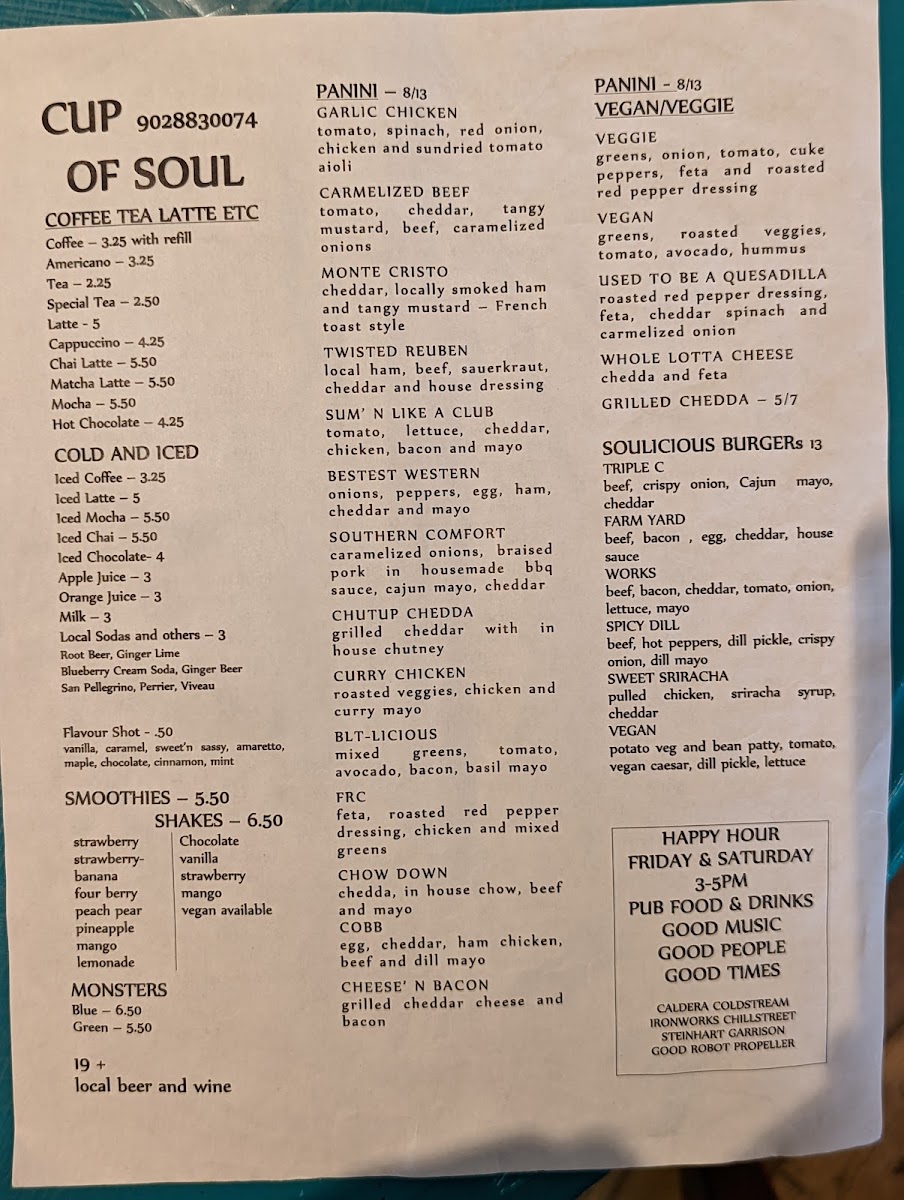 CUP 9028830074
OF SOUL
COFFEE TEA LATTE ETC
Coffee – 3.25 with refill
Americano – 3.25
Tea – 2.25
Special Tea – 2.50
Latte - 5
Cappuccino – 4.25
Chai Latte – 5.50
Matcha Latte – 5.50
Mocha – 5.50
Hot Chocolate – 4.25
COLD AND ICED
Iced Coffee – 3.25
Iced Latte – 5
Iced Mocha – 5.50
Iced Chai – 5.50
Iced Chocolate- 4
Apple Juice – 3
Orange Juice – 3
Milk – 3
Local Sodas and others – 3
Root Beer, Ginger Lime
Blueberry Cream Soda, Ginger Beer
San Pellegrino, Perrier, Viveau
Flavour Shot - .50
vanilla, caramel, sweet'n sassy, amaretto,
maple, chocolate, cinnamon, mint
SMOOTHIES – 5.50
SHAKES – 6.50
strawberry
strawberry-
banana
four berry
peach pear
pineapple
mango
lemonade
Chocolate
vanilla
strawberry
mango
vegan available
MONSTERS
Blue – 6.50
Green – 5.50
19 +
local beer and wine
PANINI – 8/13
GARLIC CHICKEN
tomato, spinach, red onion,
chicken and sundried tomato
aioli
CARMELIZED BEEF
tomato, cheddar, tangy
mustard, beef, caramelized
onions
MONTE CRISTO
cheddar, locally smoked ham
and tangy mustard – French
toast style
TWISTED REUBEN
local ham, beef, sauerkraut,
cheddar and house dressing
SUM' N LIKE A CLUB
tomato, lettuce, cheddar,
chicken, bacon and mayo
BESTEST WESTERN
onions, peppers, egg, ham,
cheddar and mayo
SOUTHERN COMFORT
caramelized onions, braised
pork in housemade bbq
sauce, cajun mayo, cheddar
CHUTUP CHEDDA
grilled cheddar with in
house chutney
CURRY CHICKEN
roasted veggies, chicken and
curry mayo
BLT-LICIOUS
mixed greens, tomato,
avocado, bacon, basil mayo
FRC
feta, roasted red pepper
dressing, chicken and mixed
greens
CHOW DOWN
chedda, in house chow, beef
and mayo
COBB
egg, cheddar, ham chicken,
beef and dill mayo
CHEESE' N BACON
grilled cheddar cheese and
bacon
PANINI - 8/13
VEGAN/VEGGIE
VEGGIE
greens, onion, tomato, cuke
peppers, feta and roasted
red pepper dressing
VEGAN
greens, roasted veggies,
tomato, avocado, hummus
USED TO BE A QUESADILLA
roasted red pepper dressing,
feta, cheddar spinach and
carmelized onion
WHOLE LOTTA CHEESE
chedda and feta
GRILLED CHEDDA – 5/7
SOULICIOUS BURGERs 13
TRIPLE C
beef, crispy onion, Cajun mayo,
cheddar
FARM YARD
beef, bacon , egg, cheddar, house
sauce
WORKS
beef, bacon, cheddar, tomato, onion,
lettuce, mayo
SPICY DILL
beef, hot peppers, dill pickle, crispy
onion, dill mayo
SWEET SRIRACHA
pulled chicken, sriracha syrup,
cheddar
VEGAN
potato veg and bean patty, tomato,
vegan caesar, dill pickle, lettuce
HAPPY HOUR
FRIDAY & SATURDAY
3-5PM
PUB FOOD & DRINKS
GOOD MUSIC
GOOD PEOPLE
GOOD TIMES
CALDERA COLDSTREAM
IRONWORKS CHILLSTREET
STEINHART GARRISON
GOOD ROBOT PROPELLER